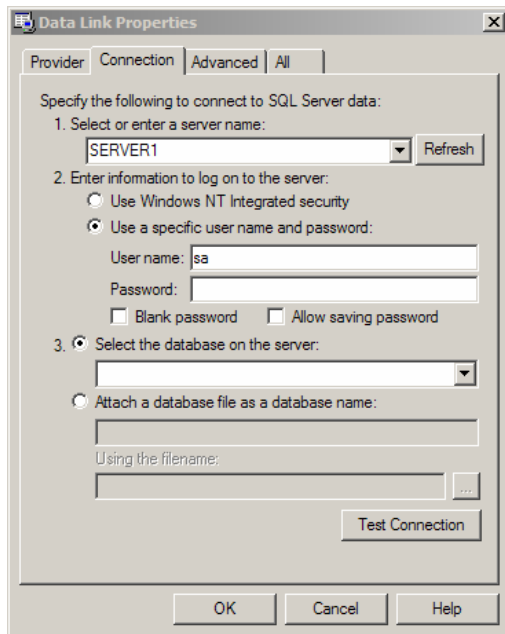 Data Link Properties
Provider Connection Advanced All
Specify the following to connect to SQL Server data:
1. Select or enter a server name:
SERVER1 Refresh
2. Enter information to log on to the server:
Use Windows NT Integrated security
Use a specific user name and password:
User name: sa
Password:
Blank password Allow saving password
3. Select the database on the server:
Attach a database file as a database name:
Using the filename:
...
Test Connection
OK Cancel Help